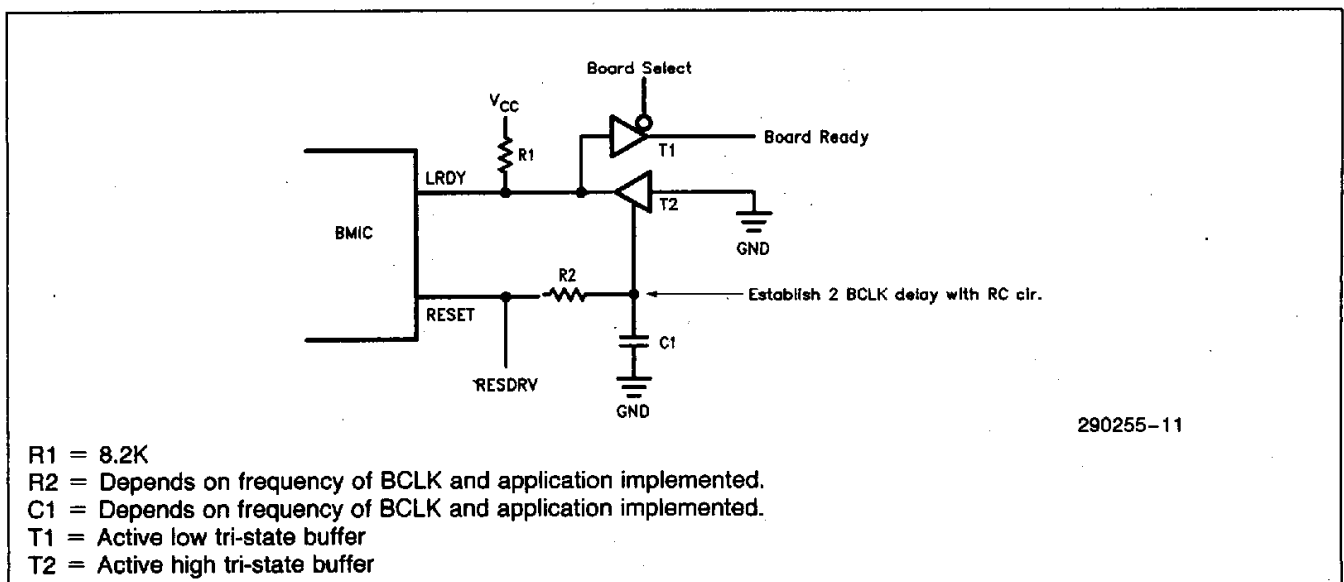 Board Select
VCC
R1
T1
Board Ready
LRDY
T2
GND
BMIC
R2
Establish 2 BCLK delay with RC cir.
RESET
C1
RESDRV
GND
290255-11
R1 = 8.2K
R2 = Depends on frequency of BCLK and application implemented.
C1 = Depends on frequency of BCLK and application implemented.
T1 = Active low tri-state buffer
T2 = Active high tri-state buffer